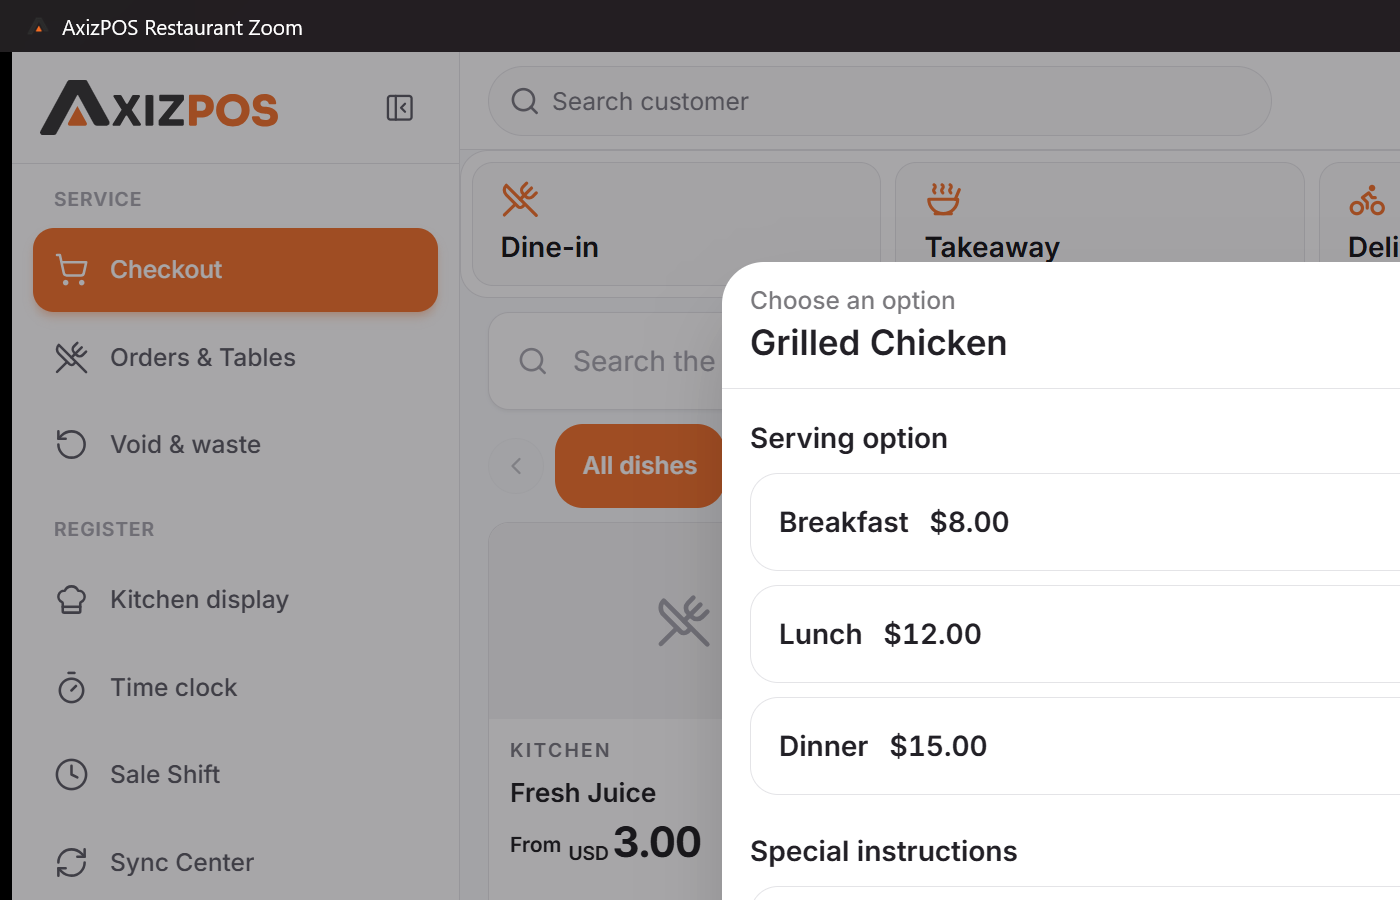 AxizPOS Restaurant Zoom
AXIZPOS
Search customer
SERVICE
Checkout
Orders & Tables
Void & waste
REGISTER
Kitchen display
Time clock
Sale Shift
Sync Center
Dine-in
Takeaway
Deli
Search the
All dishes
KITCHEN
Fresh Juice
From USD 3.00
Choose an option
Grilled Chicken
Serving option
Breakfast $8.00
Lunch $12.00
Dinner $15.00
Special instructions